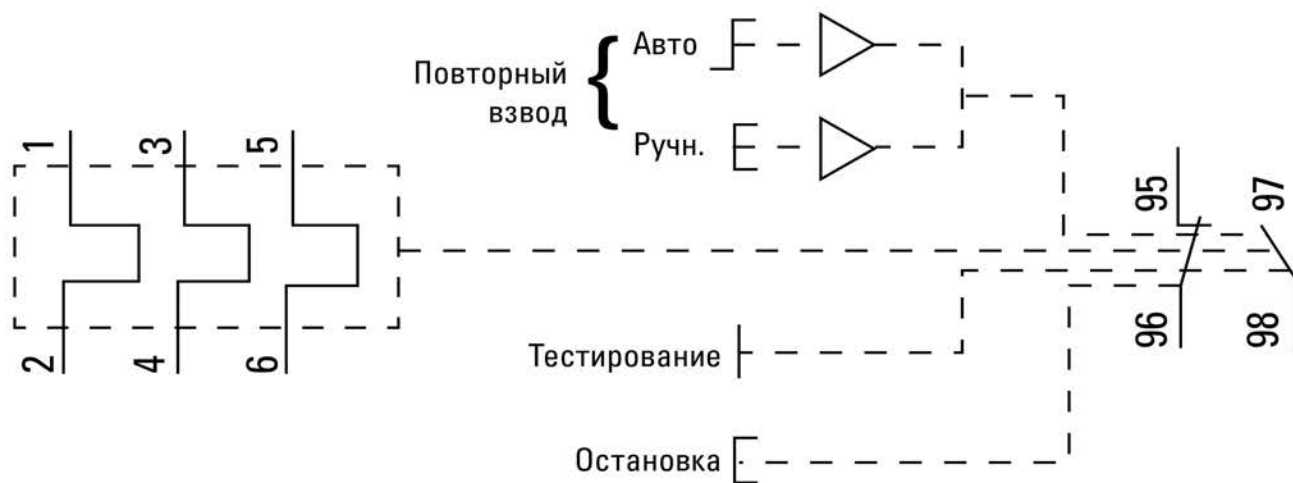 Авто
Повторный
взвод
Ручн.
1 3 5
95 97
2 4 6
96 98
Тестирование
Остановка